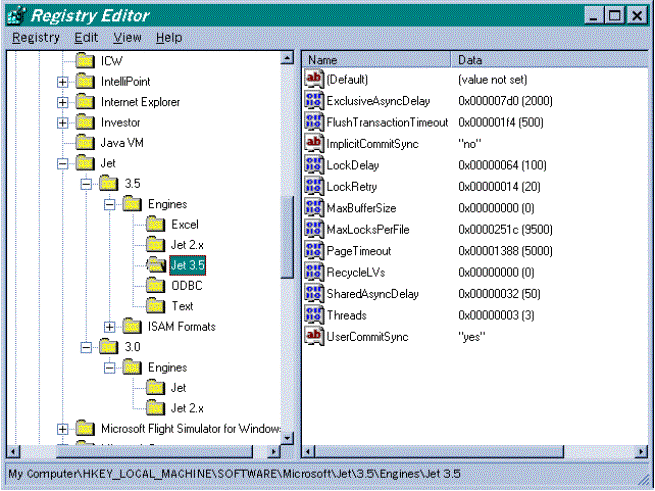 Registry Editor
Registry Edit View Help
ICW
IntelliPoint
Internet Explorer
Investor
Java VM
Jet
3.5
Engines
Excel
Jet 2.x
Jet 3.5
ODBC
Text
ISAM Formats
3.0
Engines
Jet
Jet 2.x
Microsoft Flight Simulator for Window
Name Data
(Default) (value not set)
ExclusiveAsyncDelay 0x000007d0 (2000)
FlushTransactionTimeout 0x000001f4 (500)
ImplicitCommitSync "no"
LockDelay 0x00000064 (100)
LockRetry 0x00000014 (20)
MaxBufferSize 0x00000000 (0)
MaxLocksPerFile 0x0000251c (9500)
PageTimeout 0x00001388 (5000)
RecycleLVs 0x00000000 (0)
SharedAsyncDelay 0x00000032 (50)
Threads 0x00000003 (3)
UserCommitSync "yes"
My Computer\HKEY_LOCAL_MACHINE\SOFTWARE\Microsoft\Jet\3.5\Engines\Jet 3.5